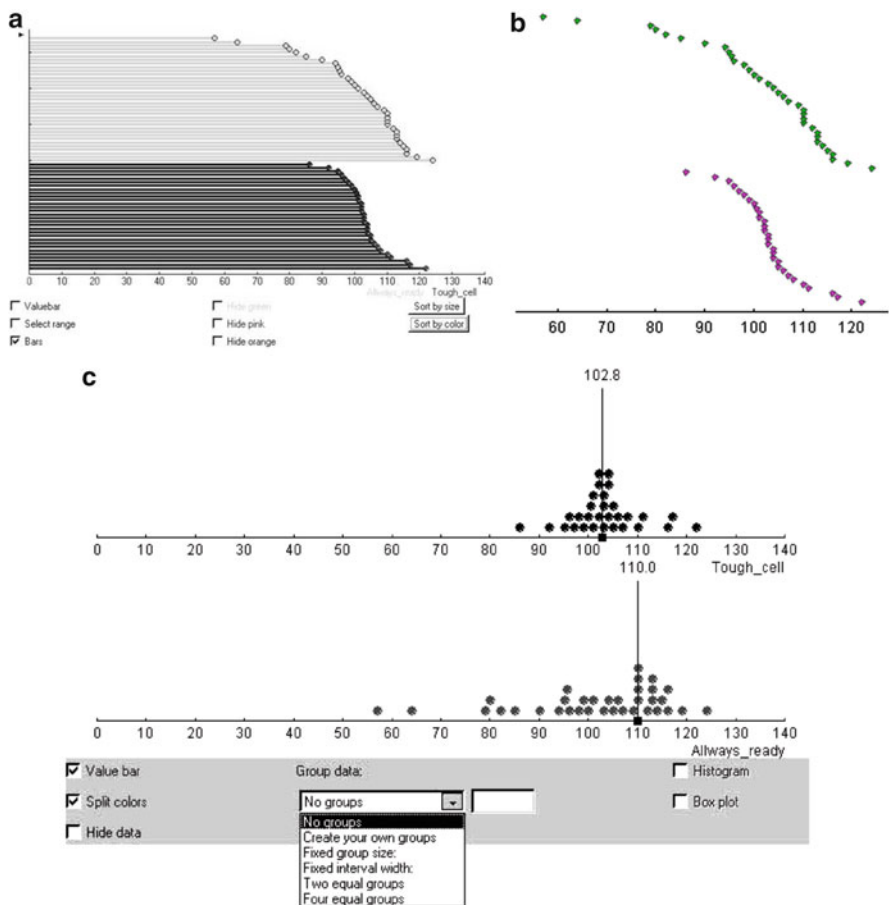 a
0 10 20 30 40 50 60 70 80 90 100 110 120 130 140
Allways_ready Tough_cell
Valuebar Hide green Sort by size
Select range Hide pink Sort by color
Bars Hide orange
b
60 70 80 90 100 110 120
c
102.8
0 10 20 30 40 50 60 70 80 90 100 110 120 130 140
Tough_cell
110.0
0 10 20 30 40 50 60 70 80 90 100 110 120 130 140
Allways_ready
Value bar Group data: Histogram
Split colors No groups Box plot
No groups
Hide data
Create your own groups
Fixed group size:
Fixed interval width:
Two equal groups
Four equal groups